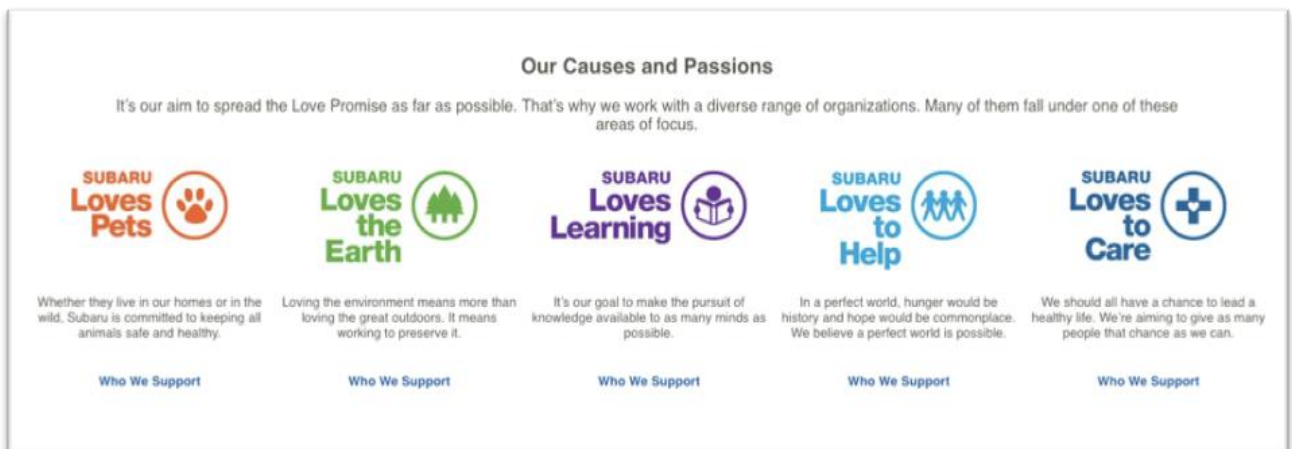 Our Causes and Passions
It's our aim to spread the Love Promise as far as possible. That's why we work with a diverse range of organizations. Many of them fall under one of these
areas of focus.
SUBARU
Loves
Pets
Whether they live in our homes or in the
wild, Subaru is committed to keeping all
animals safe and healthy.
Who We Support
SUBARU
Loves
the
Earth
Loving the environment means more than
loving the great outdoors. It means
working to preserve it.
Who We Support
SUBARU
Loves
Learning
It's our goal to make the pursuit of
knowledge available to as many minds as
possible.
Who We Support
SUBARU
Loves
to
Help
In a perfect world, hunger would be
history and hope would be commonplace.
We believe a perfect world is possible.
Who We Support
SUBARU
Loves
to
Care
We should all have a chance to lead a
healthy life. We're aiming to give as many
people that chance as we can.
Who We Support